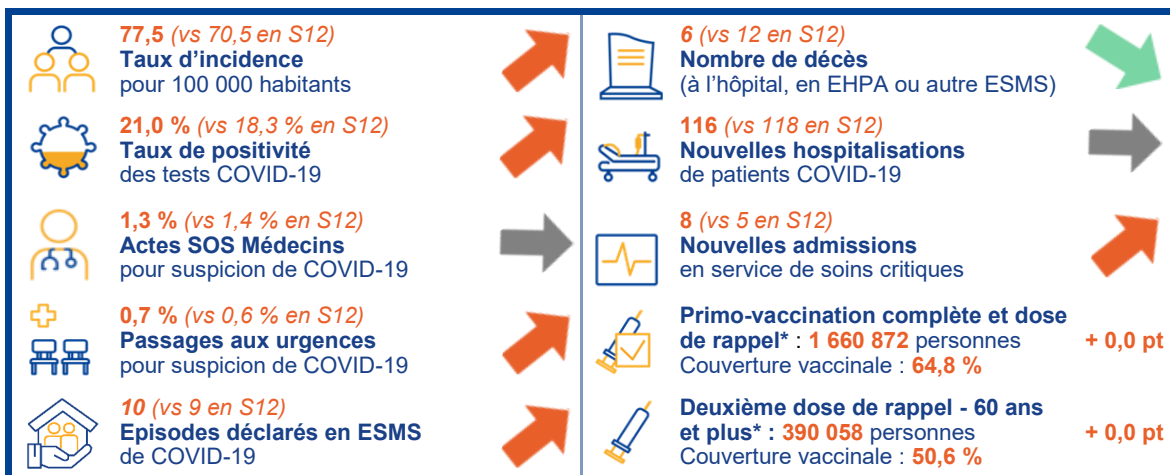 77,5 (vs 70,5 en S12)
Taux d’incidence
pour 100 000 habitants
21,0 % (vs 18,3 % en S12)
Taux de positivité
des tests COVID-19
1,3 % (vs 1,4 % en S12)
Actes SOS Médecins
pour suspicion de COVID-19
0,7 % (vs 0,6 % en S12)
Passages aux urgences
pour suspicion de COVID-19
10 (vs 9 en S12)
Episodes déclarés en ESMS
de COVID-19
6 (vs 12 en S12)
Nombre de décès
(à l’hôpital, en EHPA ou autre ESMS)
116 (vs 118 en S12)
Nouvelles hospitalisations
de patients COVID-19
8 (vs 5 en S12)
Nouvelles admissions
en service de soins critiques
Primo-vaccination complète et dose
de rappel* : 1 660 872 personnes + 0,0 pt
Couverture vaccinale : 64,8 %
Deuxième dose de rappel - 60 ans
et plus* : 390 058 personnes + 0,0 pt
Couverture vaccinale : 50,6 %